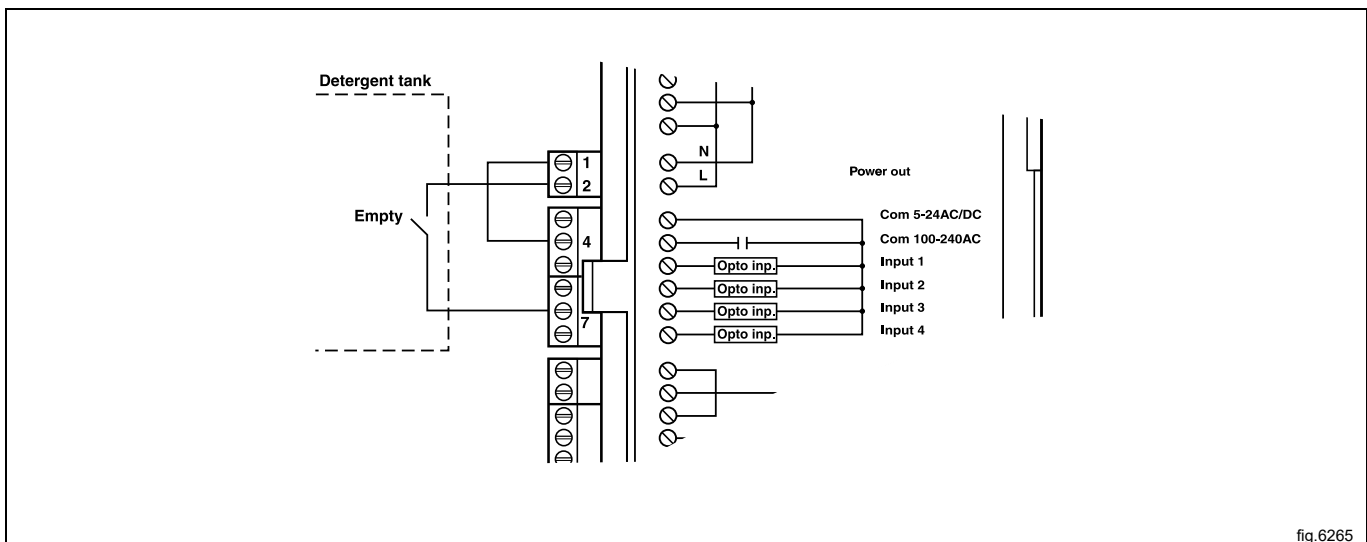 Detergent tank
Empty
1
2
4
7
N
L
Power out
Com 5-24AC/DC
Com 100-240AC
Opto inp. Input 1
Opto inp. Input 2
Opto inp. Input 3
Opto inp. Input 4
fig.6265